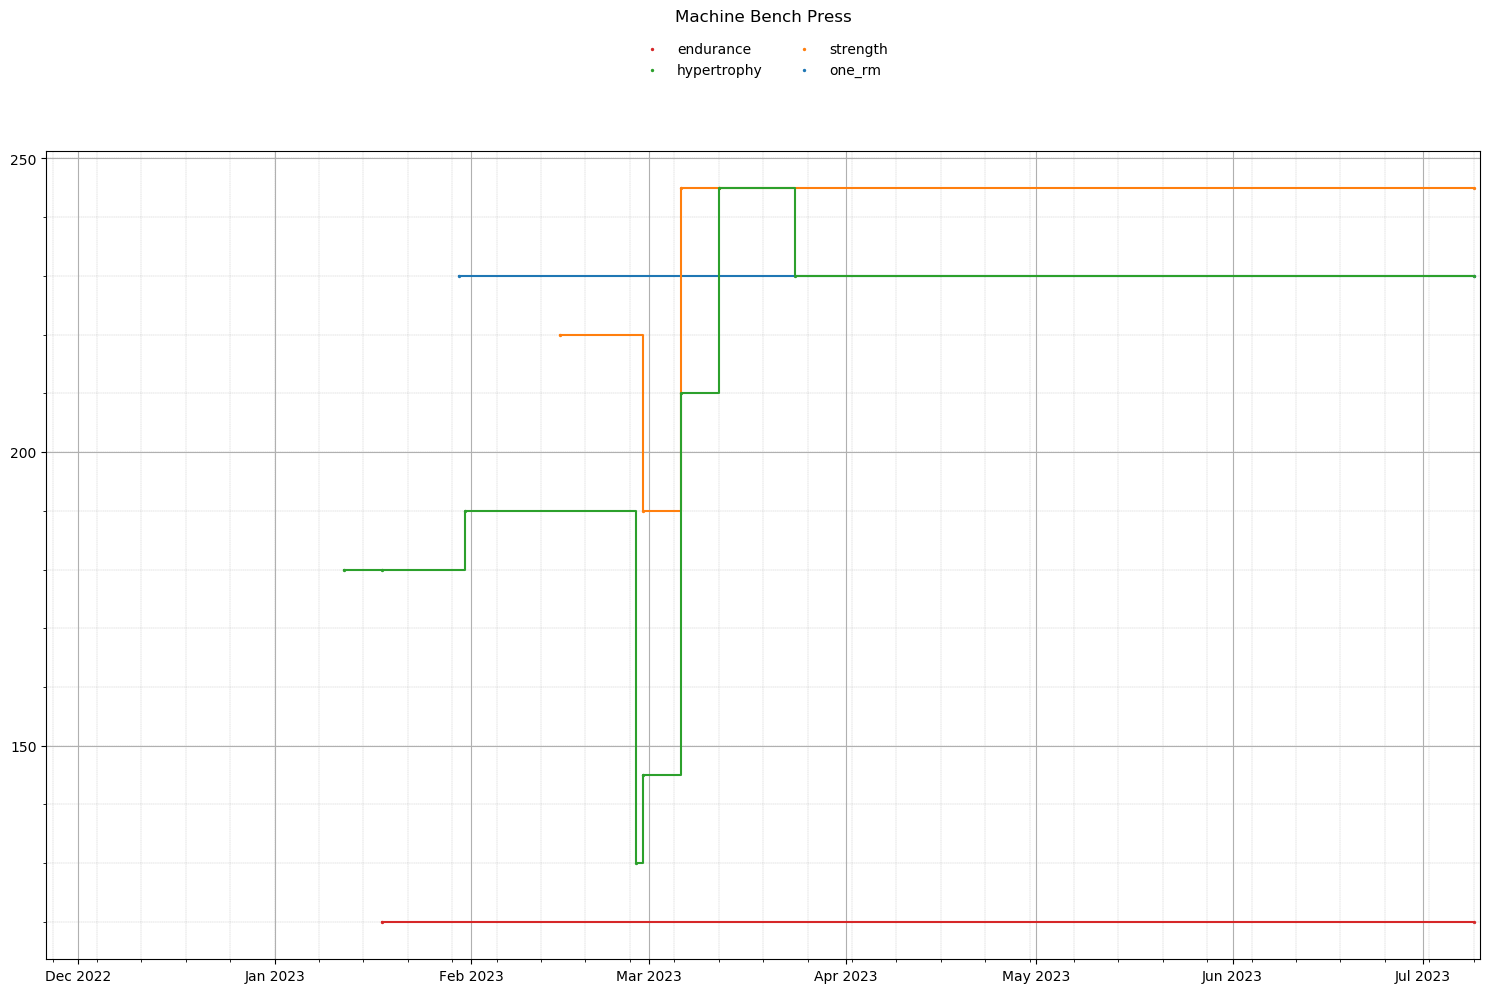 Machine Bench Press
endurance strength
hypertrophy one_rm
250
200
150
Dec 2022 Jan 2023 Feb 2023 Mar 2023 Apr 2023 May 2023 Jun 2023 Jul 2023